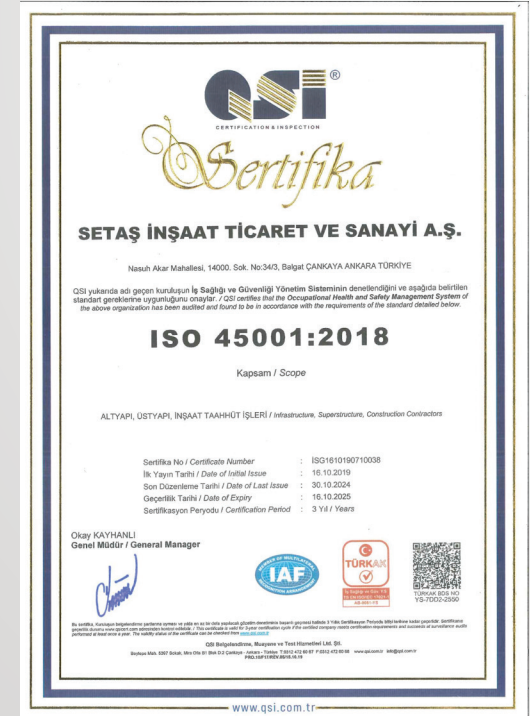 QSI®
CERTIFICATION & INSPECTION
Sertifika
SETAŞ İNŞAAT TİCARET VE SANAYİ A.Ş.
Nasuh Akar Mahallesi, 14000. Sok. No:34/3, Balgat ÇANKAYA ANKARA TÜRKİYE
QSI yukarıda adı geçen kuruluşun İş Sağlığı ve Güvenliği Yönetim Sisteminin denetlendiğini ve aşağıda belirtilen
standart gereklerine uygunluğunu onaylar. / QSI certifies that the Occupational Health and Safety Management System of
the above organization has been audited and found to be in accordance with the requirements of the standard detailed below.
ISO 45001:2018
Kapsam / Scope
ALTYAPI, ÜSTYAPI, İNŞAAT TAAHHÜT İŞLERİ / Infrastructure, Superstructure, Construction Contractors
Sertifika No / Certificate Number : İSG1610190710038
İlk Yayın Tarihi / Date of Initial Issue : 16.10.2019
Son Düzenleme Tarihi / Date of Last Issue : 30.10.2024
Geçerlilik Tarihi / Date of Expiry : 16.10.2025
Sertifikasyon Peryodu / Certification Period : 3 Yıl / Years
Okay KAYHANLI
Genel Müdür / General Manager
IAF
TÜRKAK
TÜRKAK BDS NO
YS-7DD2-2590
QSI Belgelendirme, Muayene ve Test Hizmetleri Ltd. Şti.
www.qsi.com.tr